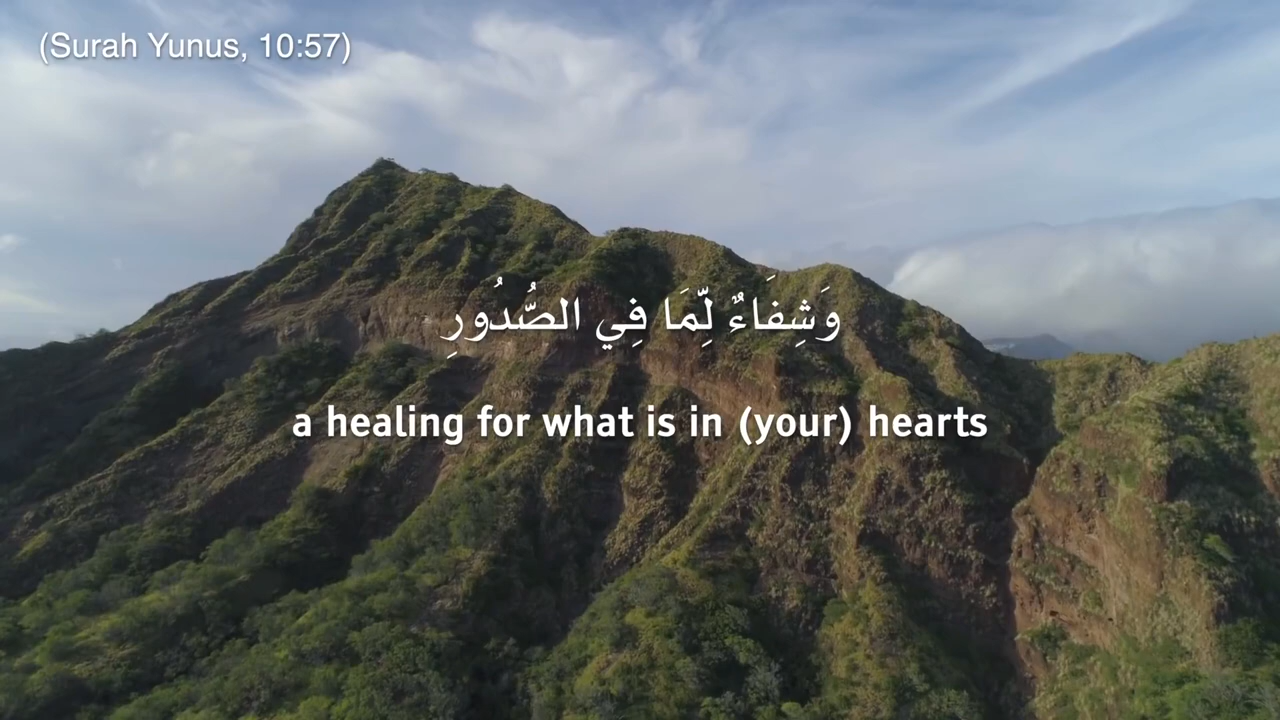 (Surah Yunus, 10:57)
وَشِفَاءٌ لِّمَا فِي الصُّدُورِ
a healing for what is in (your) hearts